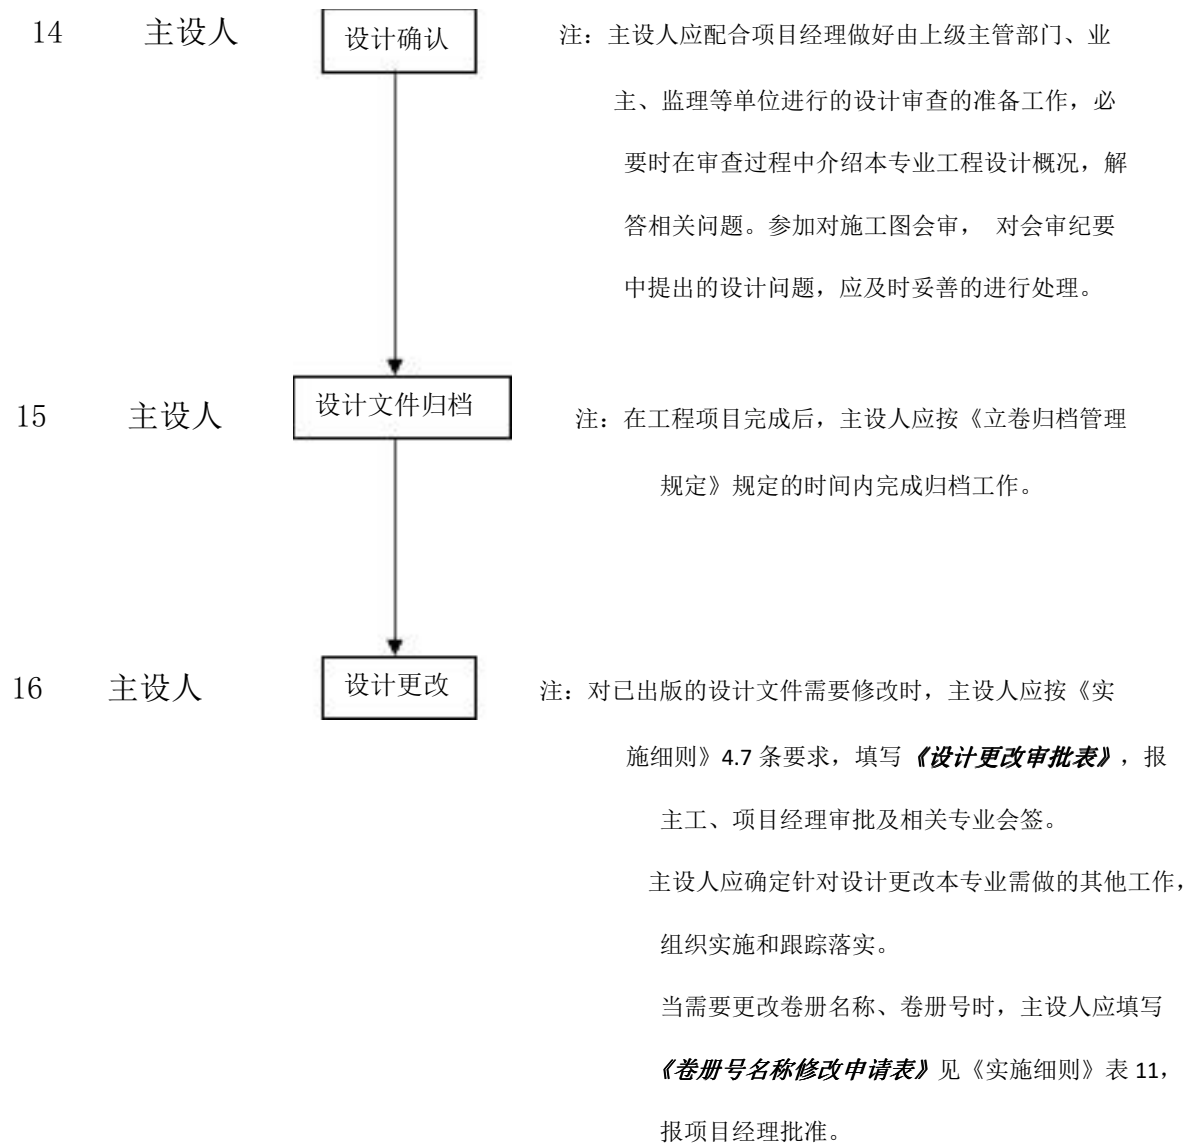 14 主设人 设计确认 注：主设人应配合项目经理做好由上级主管部门、业
主、监理等单位进行的设计审查的准备工作，必
要时在审查过程中介绍本专业工程设计概况，解
答相关问题。参加对施工图会审， 对会审纪要
中提出的设计问题，应及时妥善的进行处理。
15 主设人 设计文件归档 注：在工程项目完成后，主设人应按《立卷归档管理
规定》规定的时间内完成归档工作。
16 主设人 设计更改 注：对已出版的设计文件需要修改时，主设人应按《实
施细则》4.7 条要求，填写《设计更改审批表》，报
主工、项目经理审批及相关专业会签。
主设人应确定针对设计更改本专业需做的其他工作，
组织实施和跟踪落实。
当需要更改卷册名称、卷册号时，主设人应填写
《卷册号名称修改申请表》见《实施细则》表 11，
报项目经理批准。